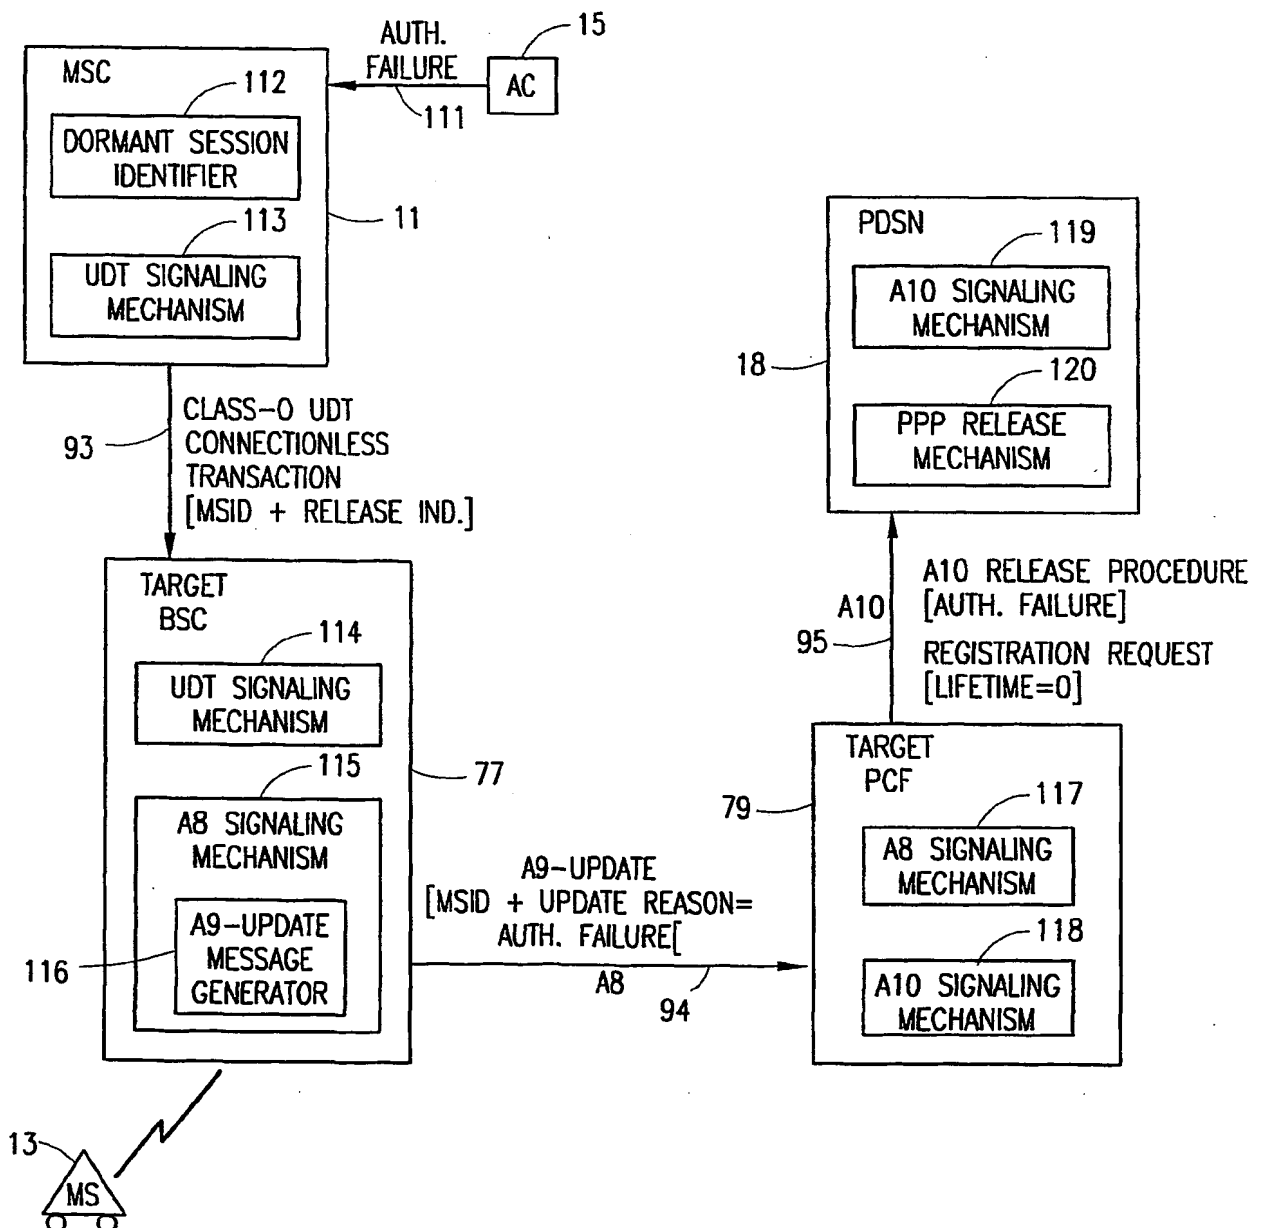 15
AUTH.
FAILURE
AC
111
MSC
112
DORMANT SESSION
IDENTIFIER
11
113
UDT SIGNALING
MECHANISM
93
CLASS-0 UDT
CONNECTIONLESS
TRANSACTION
[MSID + RELEASE IND.]
PDSN
119
A10 SIGNALING
MECHANISM
18
120
PPP RELEASE
MECHANISM
A10
95
A10 RELEASE PROCEDURE
[AUTH. FAILURE]
REGISTRATION REQUEST
[LIFETIME=0]
TARGET
BSC
114
UDT SIGNALING
MECHANISM
77
115
A8 SIGNALING
MECHANISM
A9-UPDATE
MESSAGE
GENERATOR
116
A9-UPDATE
[MSID + UPDATE REASON=
AUTH. FAILURE[
A8
94
TARGET
PCF
79
117
A8 SIGNALING
MECHANISM
118
A10 SIGNALING
MECHANISM
13
MS